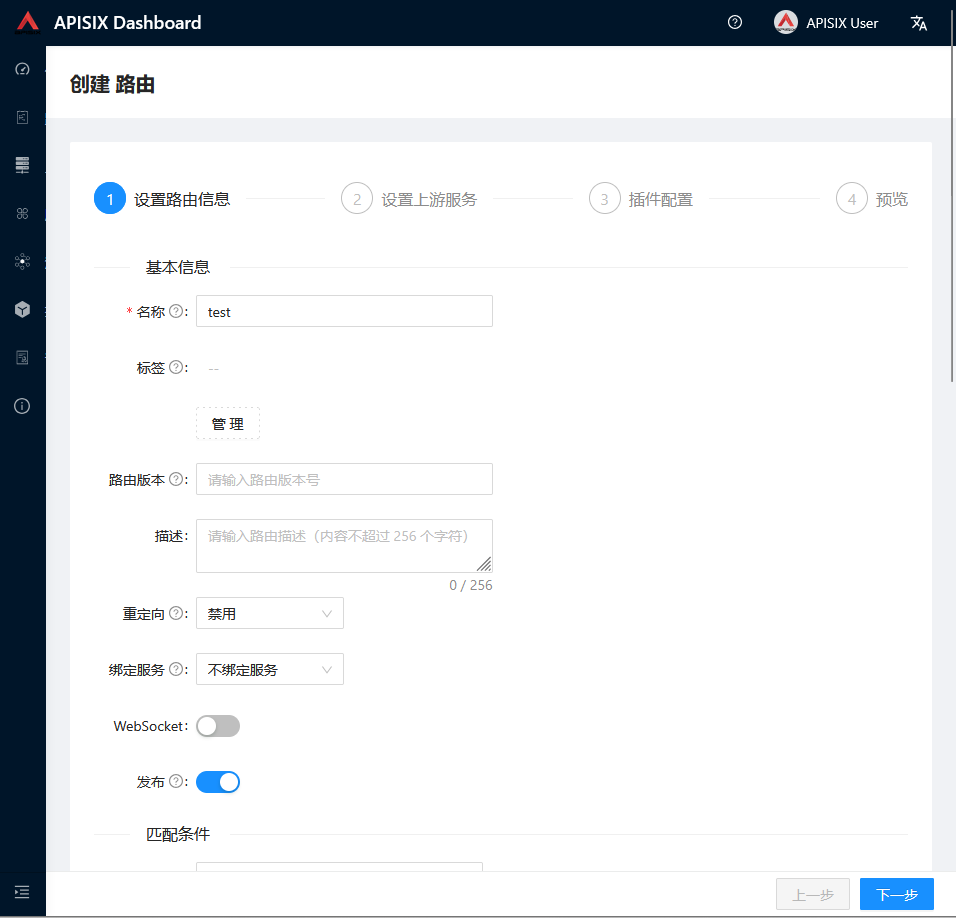 APISIX Dashboard
APISIX User
创建 路由
1 设置路由信息
2 设置上游服务
3 插件配置
4 预览
基本信息
* 名称 : test
标签 : --
管 理
路由版本 : 请输入路由版本号
描述: 请输入路由描述（内容不超过 256 个字符）
0 / 256
重定向 : 禁用
绑定服务 : 不绑定服务
WebSocket:
发布 :
匹配条件
上一步
下一步